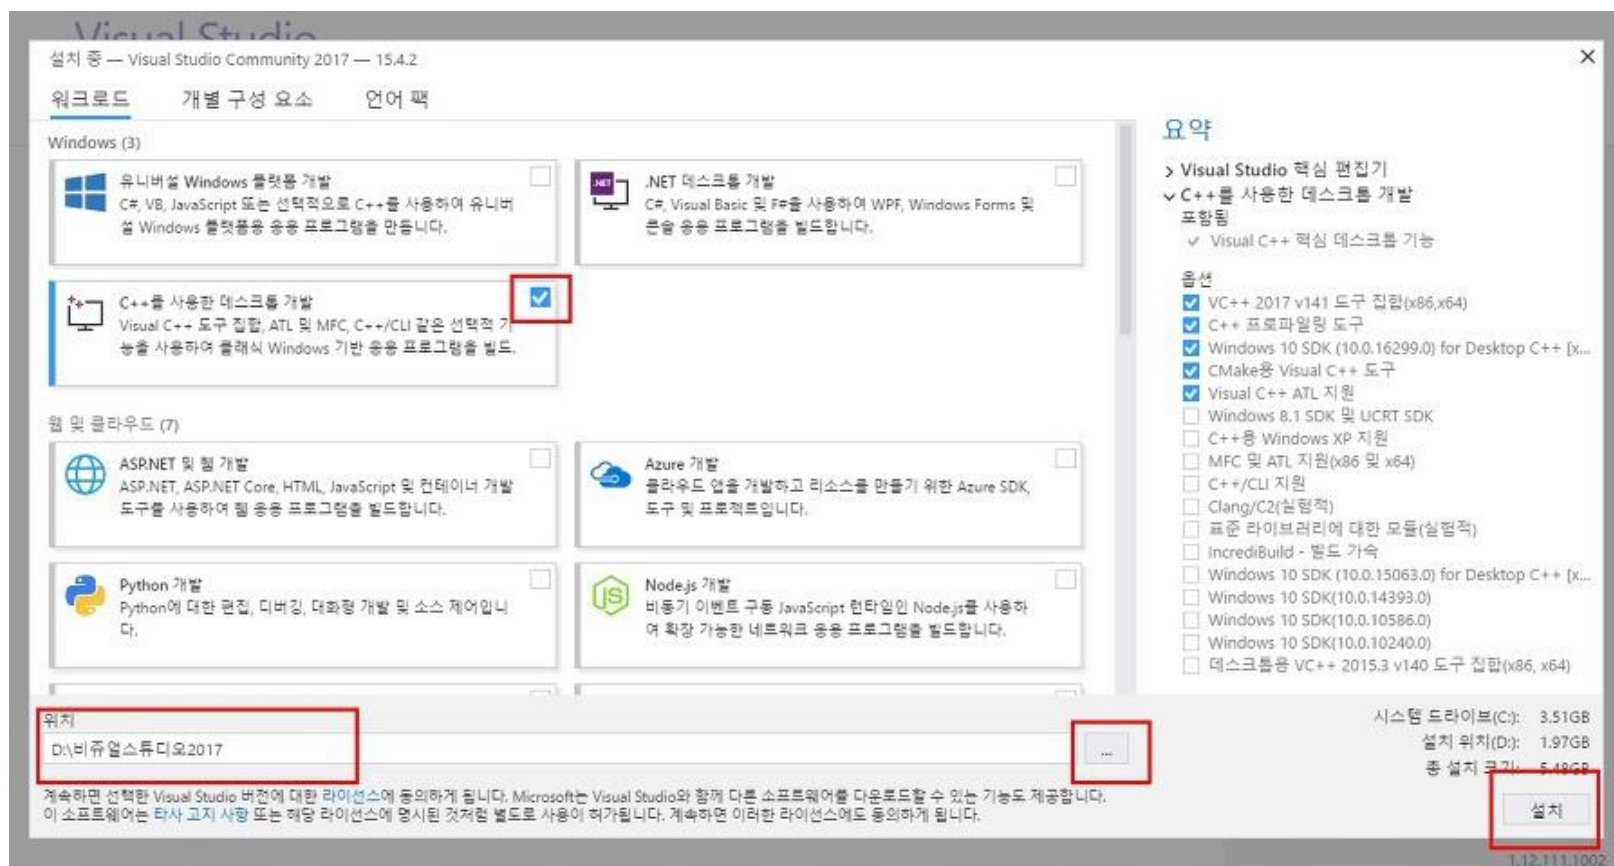 Visual Studio
설치 중 — Visual Studio Community 2017 — 15.4.2
워크로드 개별 구성 요소 언어 팩
Windows (3)
유니버설 Windows 플랫폼 개발
C#, VB, JavaScript 또는 선택적으로 C++를 사용하여 유니버
설 Windows 플랫폼용 응용 프로그램을 만듭니다.
.NET
.NET 데스크톱 개발
C#, Visual Basic 및 F#을 사용하여 WPF, Windows Forms 및
콘솔 응용 프로그램을 빌드합니다.
C++를 사용한 데스크톱 개발
Visual C++ 도구 집합, ATL 및 MFC, C++/CLI 같은 선택적 기
능을 사용하여 클래식 Windows 기반 응용 프로그램을 빌드.
웹 및 클라우드 (7)
ASP.NET 및 웹 개발
ASP.NET, ASP.NET Core, HTML, JavaScript 및 컨테이너 개발
도구를 사용하여 웹 응용 프로그램을 빌드합니다.
Azure 개발
클라우드 앱을 개발하고 리소스를 만들기 위한 Azure SDK,
도구 및 프로젝트입니다.
Python 개발
Python에 대한 편집, 디버깅, 대화형 개발 및 소스 제어입니
다.
JS
Node.js 개발
비동기 이벤트 구동 JavaScript 런타임인 Node.js를 사용하
여 확장 가능한 네트워크 응용 프로그램을 빌드합니다.
요약
Visual Studio 핵심 편집기
C++를 사용한 데스크톱 개발
포함됨
Visual C++ 핵심 데스크톱 기능
옵션
VC++ 2017 v141 도구 집합(x86,x64)
C++ 프로파일링 도구
Windows 10 SDK (10.0.16299.0) for Desktop C++ [x...
CMake용 Visual C++ 도구
Visual C++ ATL 지원
Windows 8.1 SDK 및 UCRT SDK
C++용 Windows XP 지원
MFC 및 ATL 지원(x86 및 x64)
C++/CLI 지원
Clang/C2(실험적)
표준 라이브러리에 대한 모듈(실험적)
IncrediBuild - 빌드 가속
Windows 10 SDK (10.0.15063.0) for Desktop C++ [x...
Windows 10 SDK(10.0.14393.0)
Windows 10 SDK(10.0.10586.0)
Windows 10 SDK(10.0.10240.0)
데스크톱용 VC++ 2015.3 v140 도구 집합(x86, x64)
위치
D:\비쥬얼스튜디오2017
...
시스템 드라이브(C:): 3.51GB
설치 위치(D:): 1.97GB
총 설치 크기: 5.48GB
계속하면 선택한 Visual Studio 버전에 대한 라이선스에 동의하게 됩니다. Microsoft는 Visual Studio와 함께 다른 소프트웨어를 다운로드할 수 있는 기능도 제공합니다.
이 소프트웨어는 타사 고지 사항 또는 해당 라이선스에 명시된 것처럼 별도로 사용이 허가됩니다. 계속하면 이러한 라이선스에도 동의하게 됩니다.
설치
1.12.111.1002